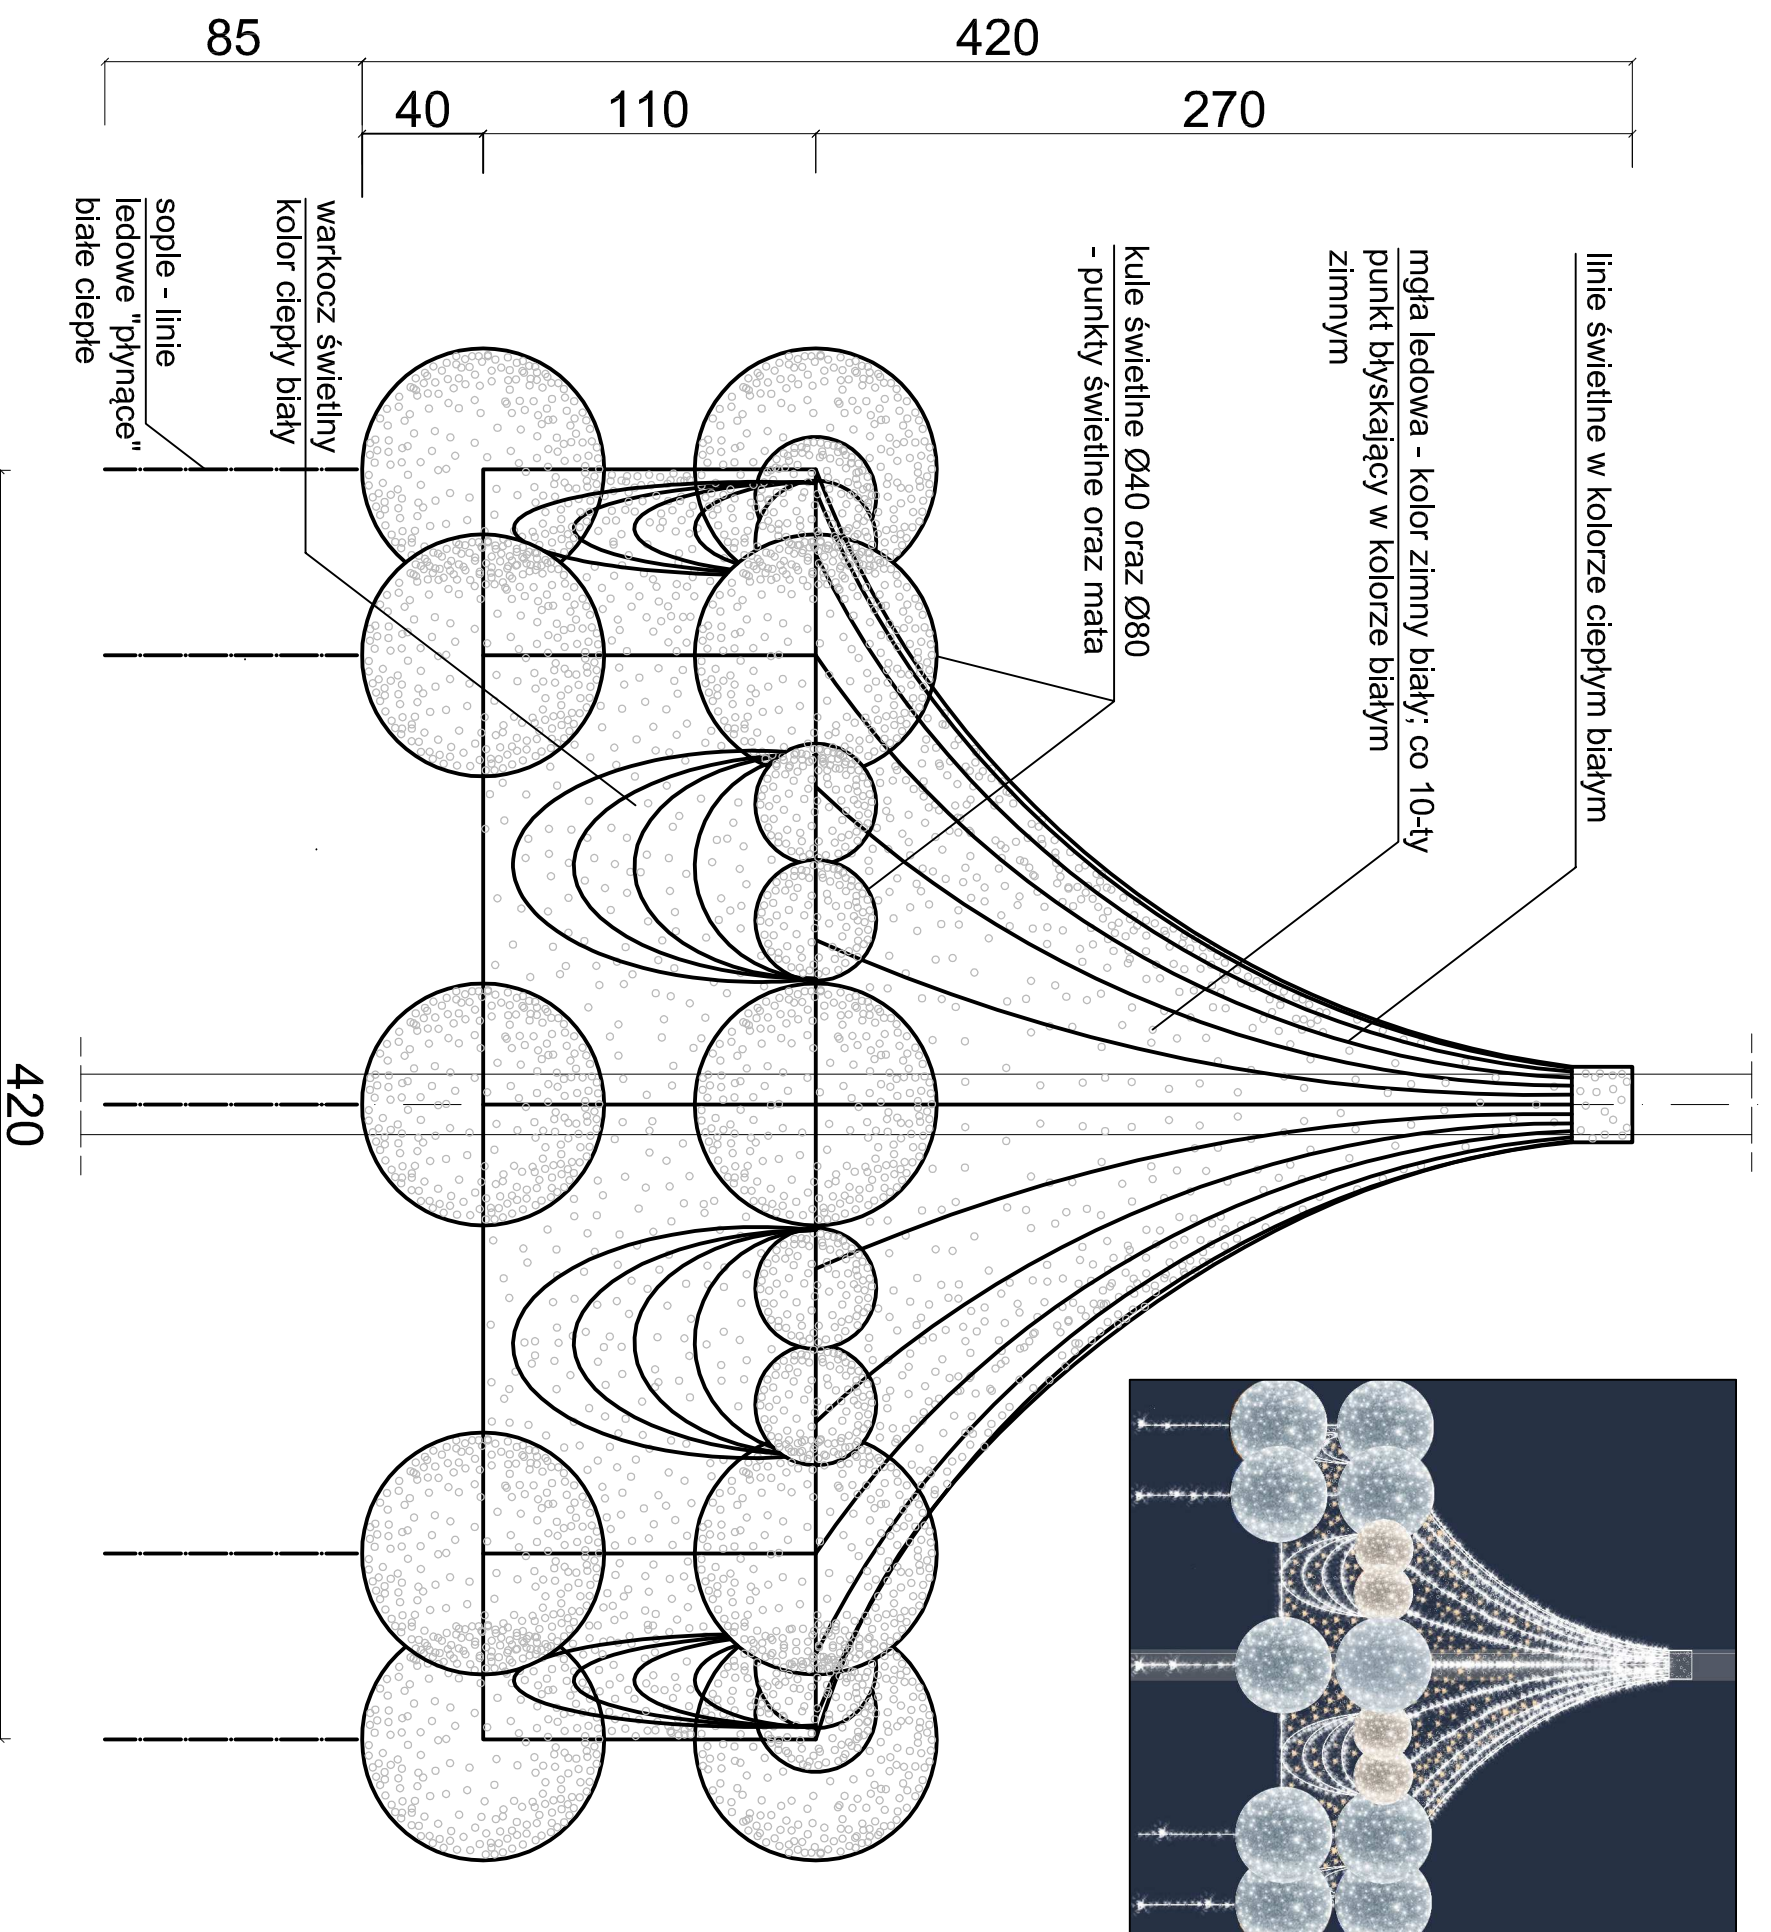 85
420
40
110
270
linie świetlne w kolorze ciepłym białym
mgła ledowa - kolor zimny biały; co 10-ty
punkt błyskający w kolorze białym
zimnym
kule świetlne Ø40 oraz Ø80
- punkty świetlne oraz mata
warkocz świetlny
kolor ciepły biały
sople - linie
ledowe "płynące"
białe ciepłe
420